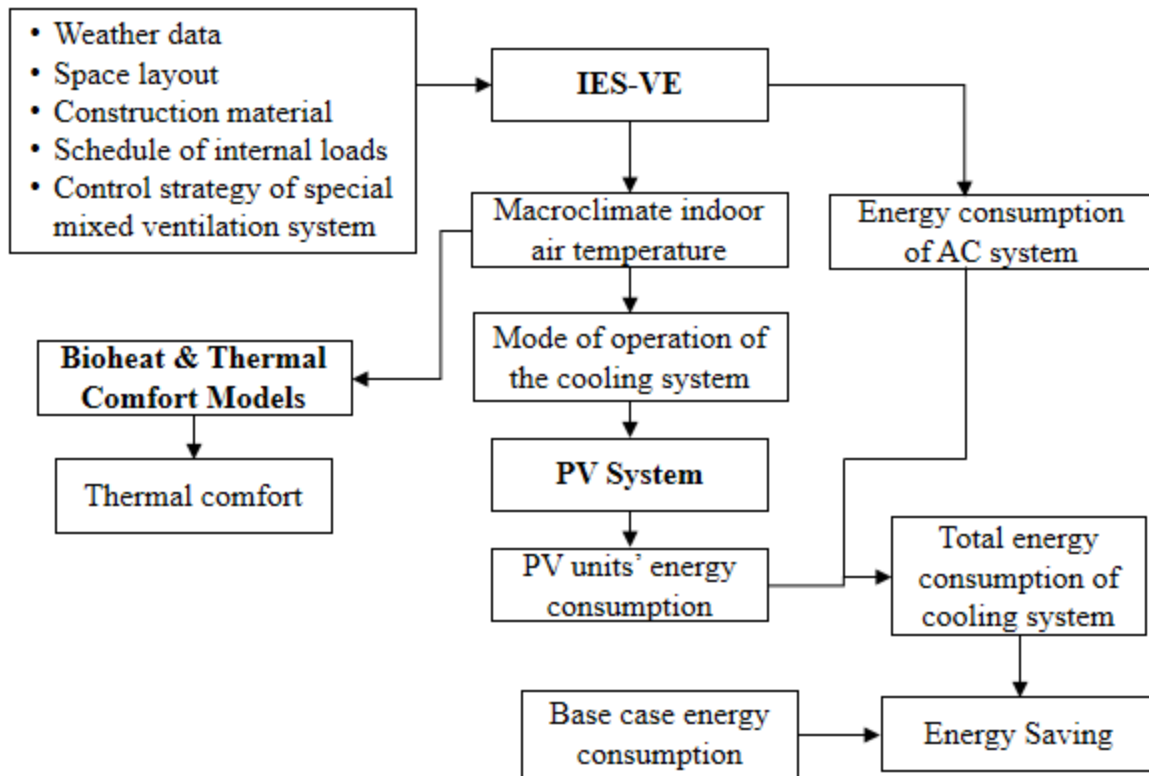 • Weather data
• Space layout
• Construction material
• Schedule of internal loads
• Control strategy of special
mixed ventilation system
IES-VE
Macroclimate indoor
air temperature
Energy consumption
of AC system
Mode of operation of
the cooling system
Bioheat & Thermal
Comfort Models
PV System
Thermal comfort
PV units’ energy
consumption
Total energy
consumption of
cooling system
Base case energy
consumption
Energy Saving